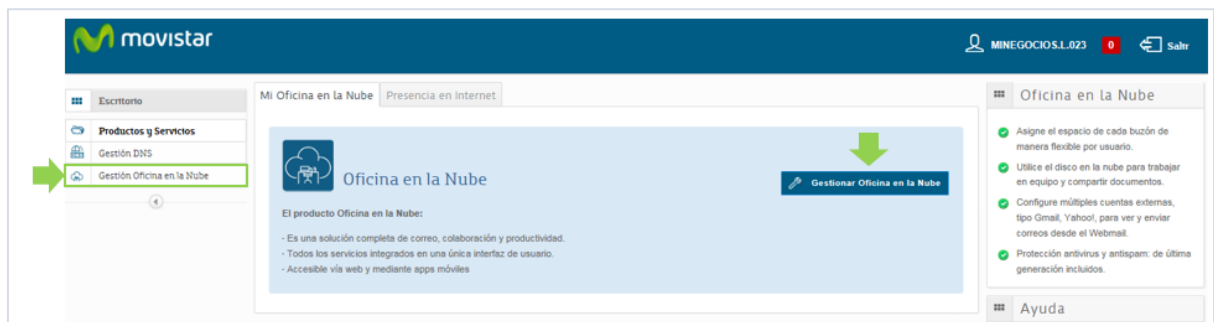 movistar
MINEGOCIOS.L.023
0
Salir
Escritorio
Productos y Servicios
Gestión DNS
Gestión Oficina en la Nube
Mi Oficina en la Nube
Presencia en Internet
Oficina en la Nube
Gestionar Oficina en la Nube
El producto Oficina en la Nube:
- Es una solución completa de correo, colaboración y productividad.
- Todos los servicios integrados en una única interfaz de usuario.
- Accesible vía web y mediante apps móviles
Oficina en la Nube
Asigne el espacio de cada buzón de
manera flexible por usuario.
Utilice el disco en la nube para trabajar
en equipo y compartir documentos.
Configure múltiples cuentas externas,
tipo Gmail, Yahoo!, para ver y enviar
correos desde el Webmail.
Protección antivirus y antispam: de última
generación incluidos.
Ayuda